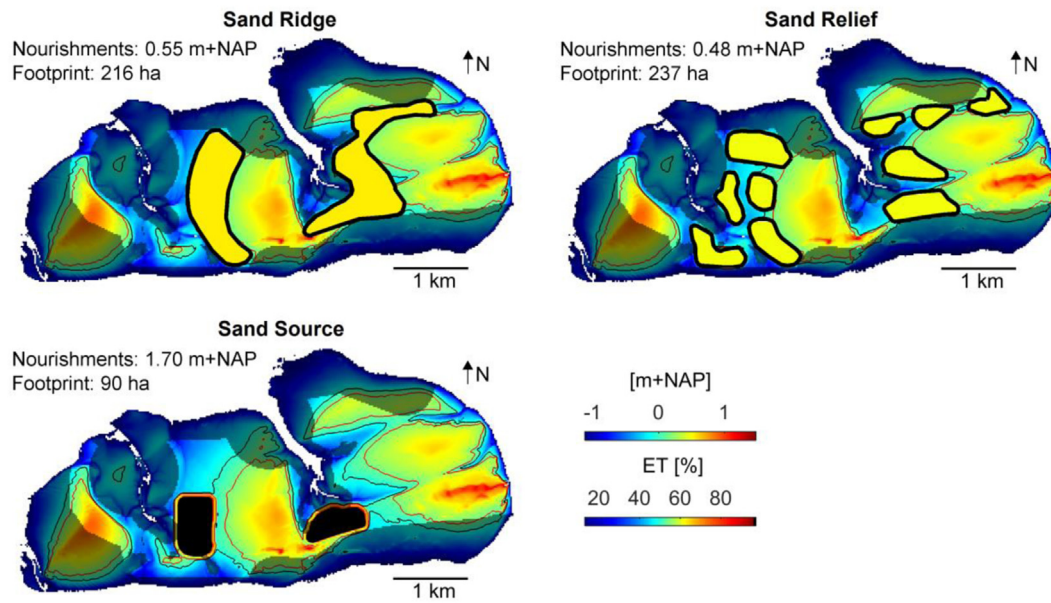 Sand Ridge
Nourishments: 0.55 m+NAP
Footprint: 216 ha
N
1 km
Sand Relief
Nourishments: 0.48 m+NAP
Footprint: 237 ha
N
1 km
Sand Source
Nourishments: 1.70 m+NAP
Footprint: 90 ha
N
1 km
[m+NAP]
-1 0 1
ET [%]
20 40 60 80